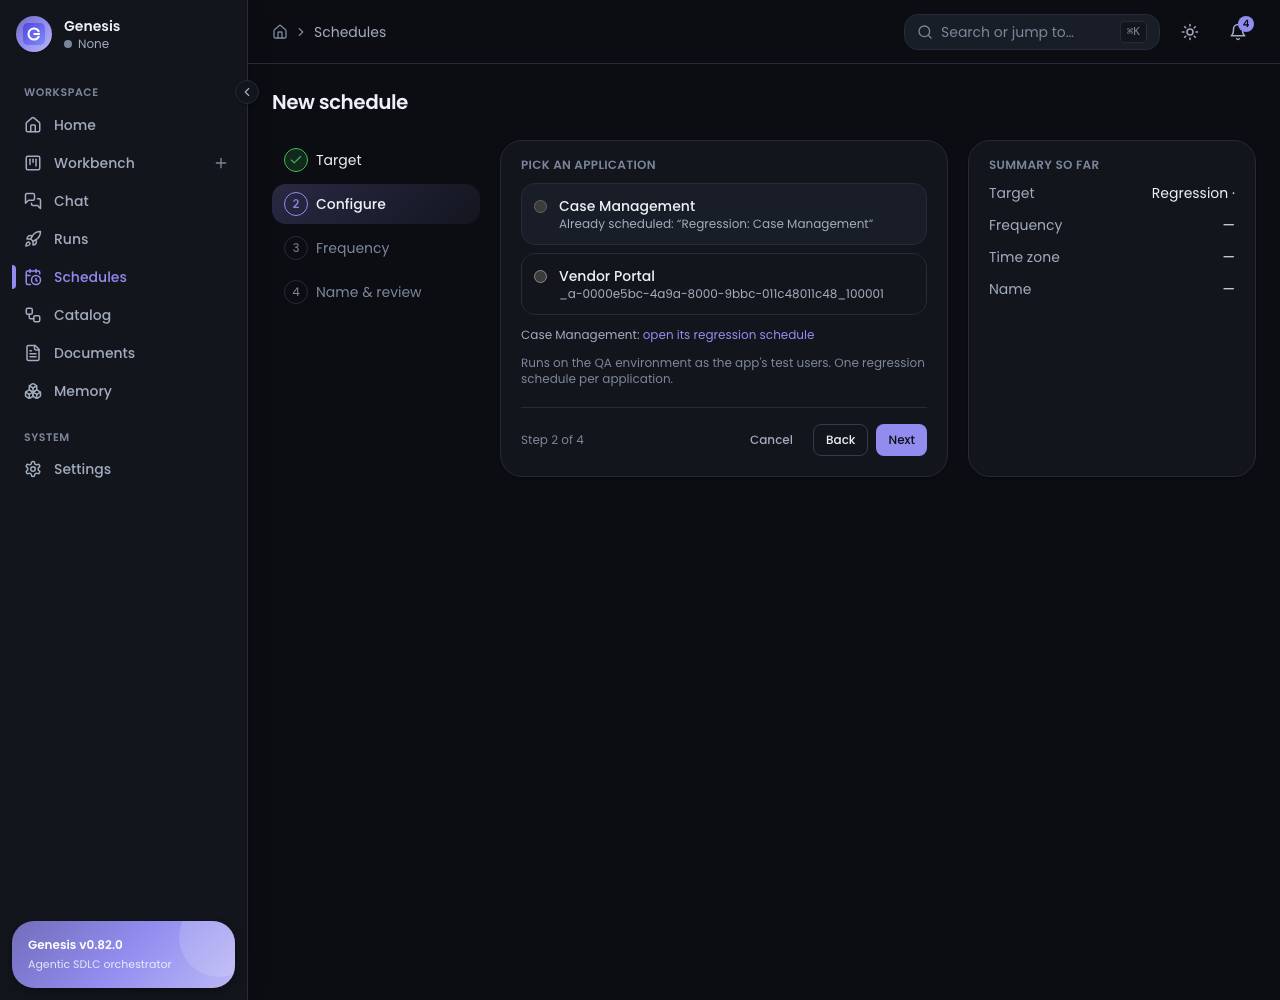 Genesis
None
WORKSPACE
Home
Workbench
Chat
Runs
Schedules
Catalog
Documents
Memory
SYSTEM
Settings
Genesis v0.82.0
Agentic SDLC orchestrator
Schedules
Search or jump to...
⌘K
4
New schedule
Target
2 Configure
3 Frequency
4 Name & review
PICK AN APPLICATION
Case Management
Already scheduled: “Regression: Case Management”
Vendor Portal
_a-0000e5bc-4a9a-8000-9bbc-011c48011c48_100001
Case Management: open its regression schedule
Runs on the QA environment as the app's test users. One regression
schedule per application.
Step 2 of 4
Cancel
Back
Next
SUMMARY SO FAR
Target Regression ·
Frequency —
Time zone —
Name —